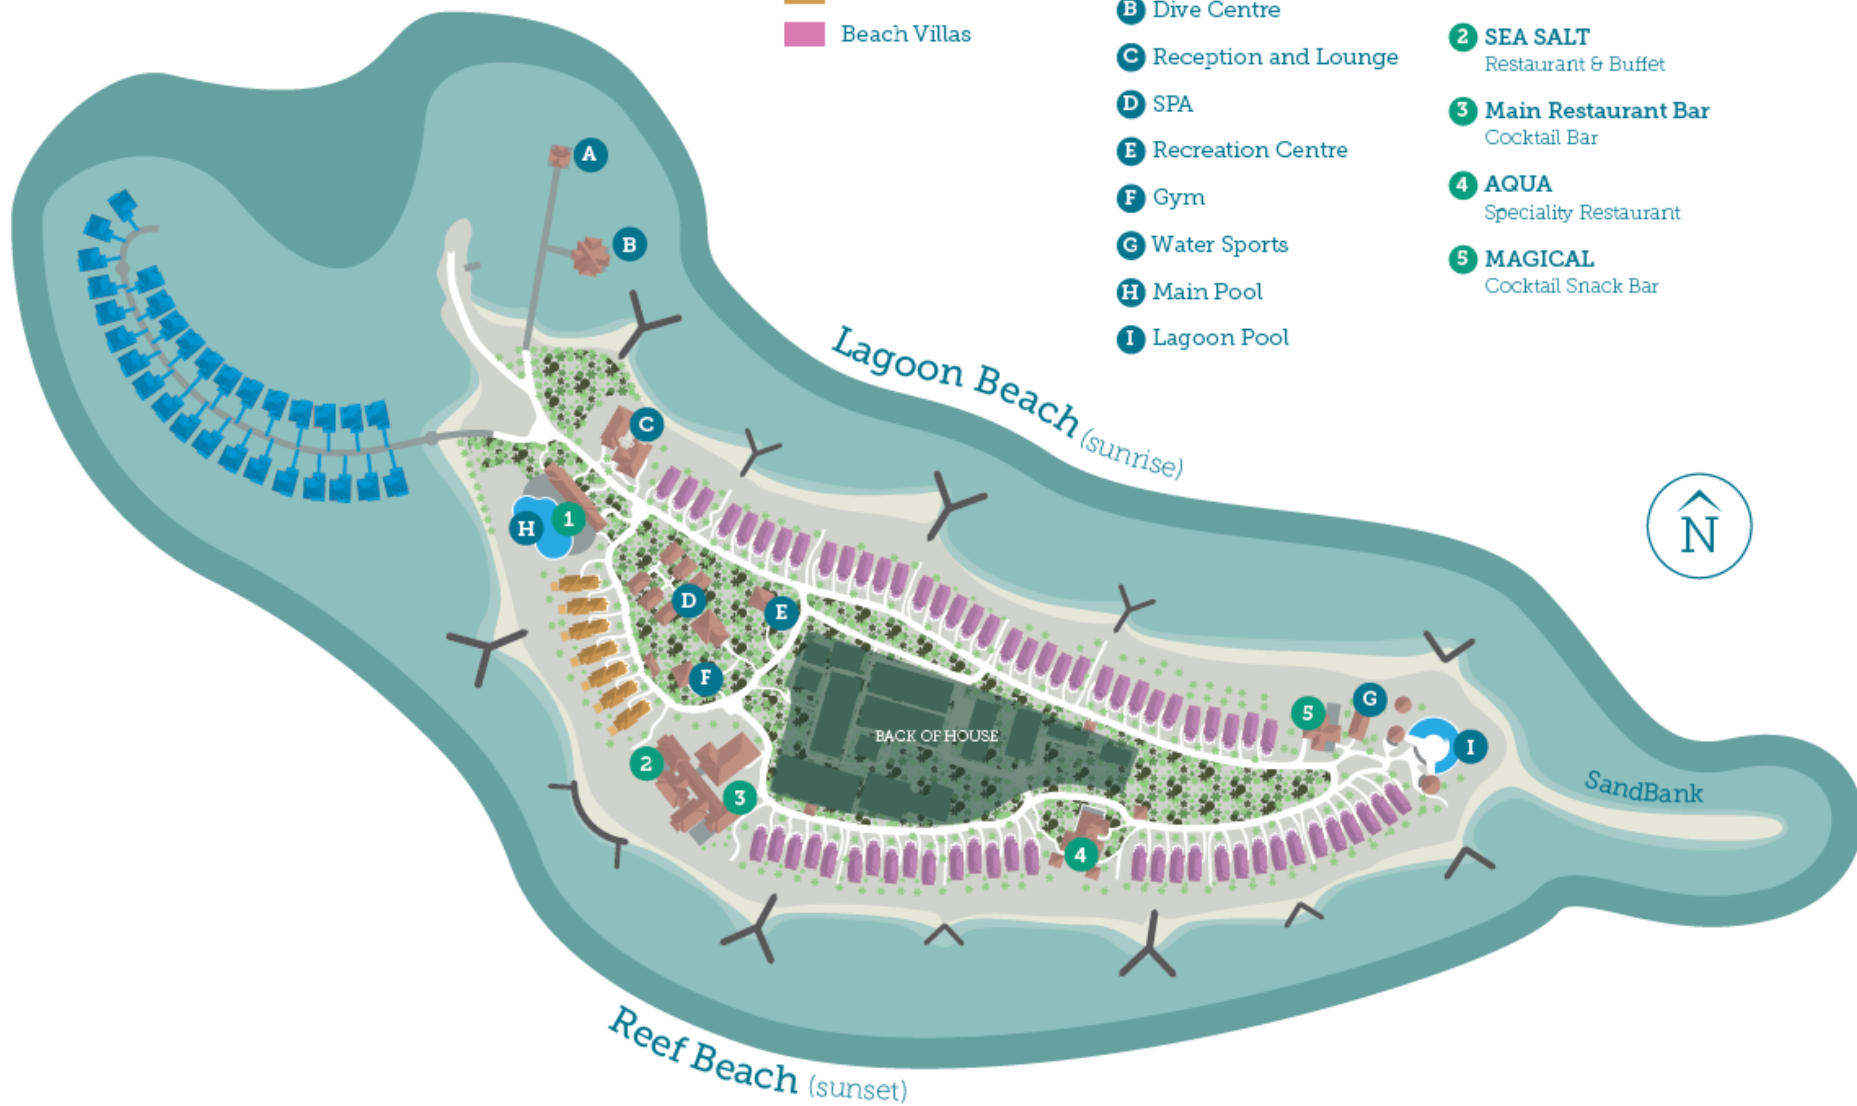 Beach Villas
B Dive Centre
C Reception and Lounge
D SPA
E Recreation Centre
F Gym
G Water Sports
H Main Pool
I Lagoon Pool
2 SEA SALT
Restaurant & Buffet
3 Main Restaurant Bar
Cocktail Bar
4 AQUA
Speciality Restaurant
5 MAGICAL
Cocktail Snack Bar
A
B
Lagoon Beach (sunrise)
C
N
H
1
D
E
F
5
G
I
BACK OF HOUSE
2
3
SandBank
4
Reef Beach (sunset)